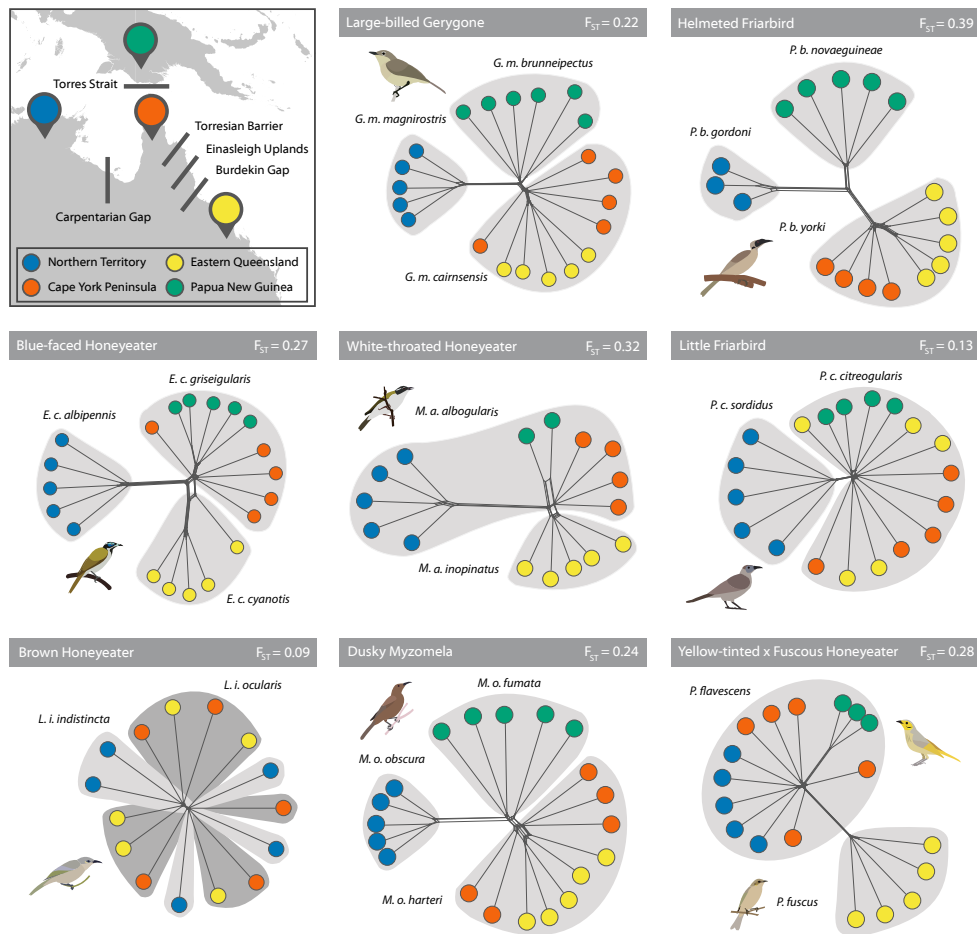 Torres Strait
Torresian Barrier
Einasleigh Uplands
Burdekin Gap
Carpentarian Gap
Northern Territory
Eastern Queensland
Cape York Peninsula
Papua New Guinea
Large-billed Gerygone FST = 0.22
G. m. brunneipectus
G. m. magnirostris
G. m. cairnsensis
Helmeted Friarbird FST = 0.39
P. b. novaeguineae
P. b. gordoni
P. b. yorki
Blue-faced Honeyeater FST = 0.27
E. c. griseigularis
E. c. albipennis
E. c. cyanotis
White-throated Honeyeater FST = 0.32
M. a. albogularis
M. a. inopinatus
Little Friarbird FST = 0.13
P. c. citreogularis
P. c. sordidus
Brown Honeyeater FST = 0.09
L. i. ocularis
L. i. indistincta
Dusky Myzomela FST = 0.24
M. o. fumata
M. o. obscura
M. o. harteri
Yellow-tinted x Fuscous Honeyeater FST = 0.28
P. flavescens
P. fuscus